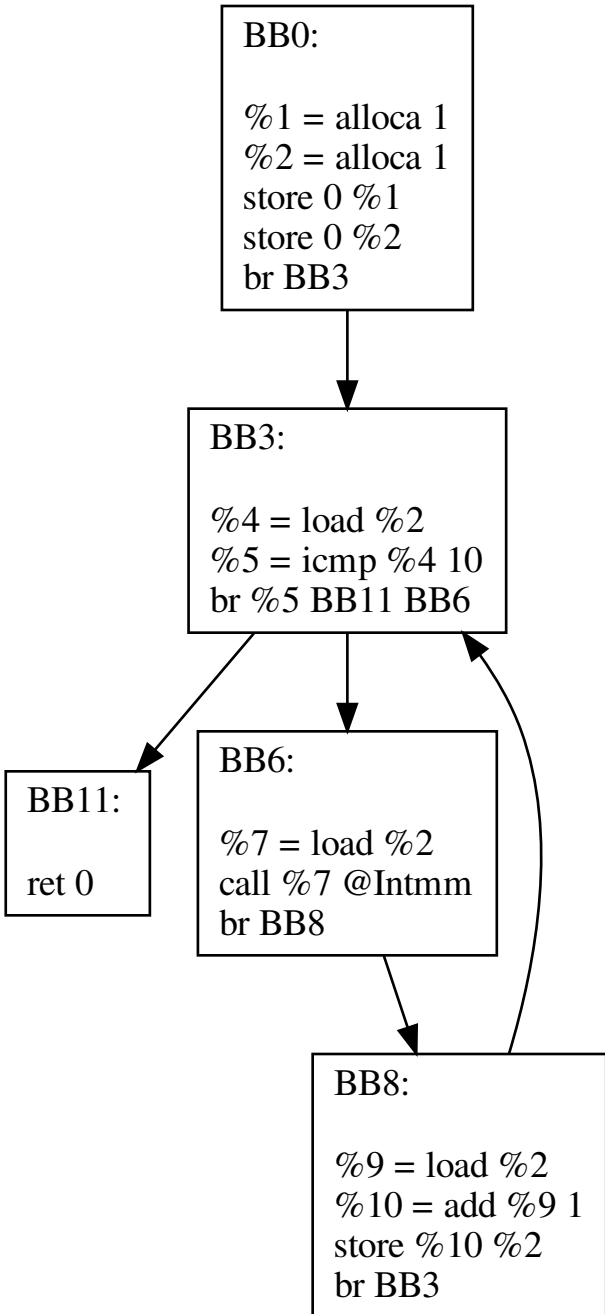 BB0:
%1 = alloca 1
%2 = alloca 1
store 0 %1
store 0 %2
br BB3
BB3:
%4 = load %2
%5 = icmp %4 10
br %5 BB11 BB6
BB11:
ret 0
BB6:
%7 = load %2
call %7 @Intmm
br BB8
BB8:
%9 = load %2
%10 = add %9 1
store %10 %2
br BB3